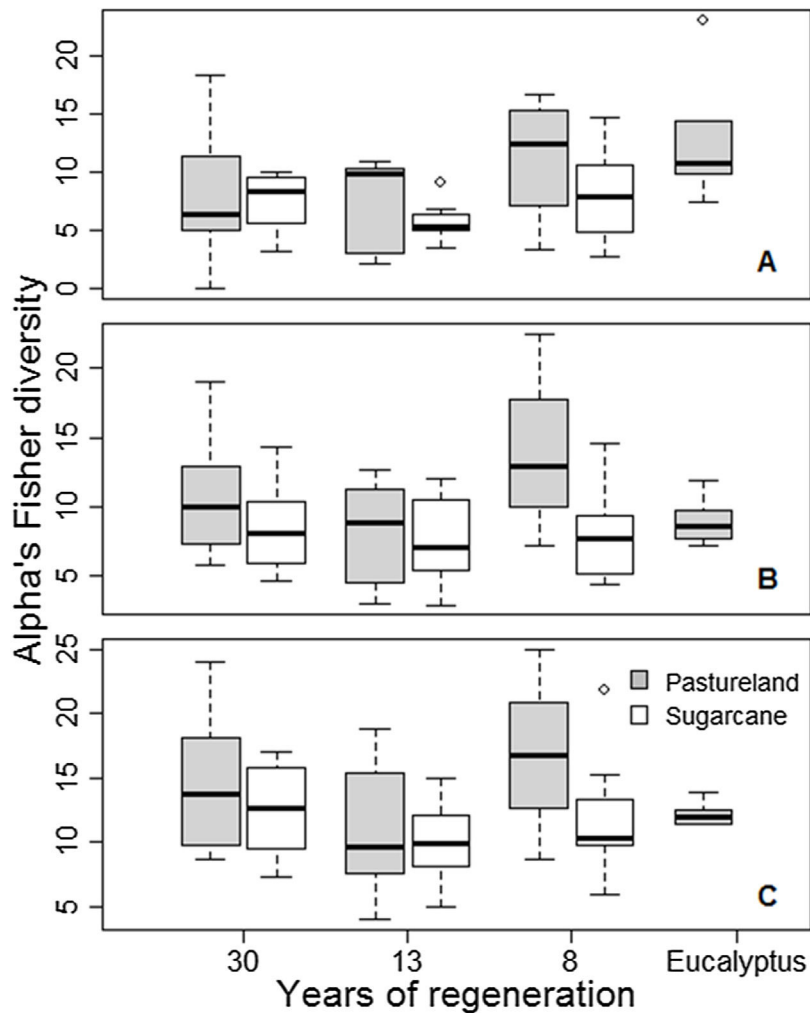 Alpha's Fisher diversity
20
15
10
5
0
A
20
15
10
5
B
25
20
15
10
5
Pastureland
Sugarcane
C
30 13 8 Eucalyptus
Years of regeneration